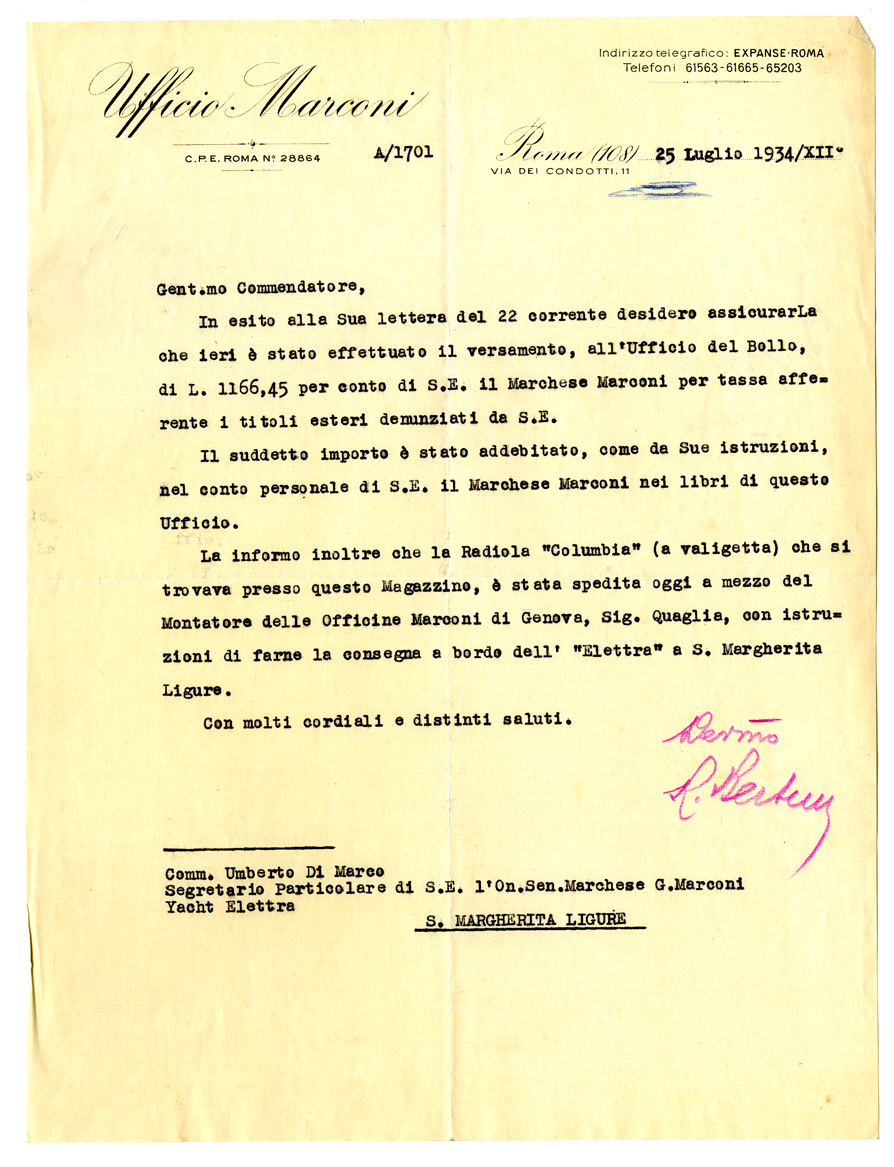 Indirizzo telegrafico: EXPANSE-ROMA
Telefoni 61563-61665-65203
Ufficio Marconi
C.P.E. ROMA Nº 28864
A/1701
Roma (108) 25 Luglio 1934/XII°
VIA DEI CONDOTTI, 11
Gent.mo Commendatore,
In esito alla Sua lettera del 22 corrente desidero assicurarLa
che ieri è stato effettuato il versamento, all'Ufficio del Bollo,
di L. 1166,45 per conto di S.E. il Marchese Marconi per tassa affe=
rente i titoli esteri denunziati da S.E.
Il suddetto importo è stato addebitato, come da Sue istruzioni,
nel conto personale di S.E. il Marchese Marconi nei libri di questo
Ufficio.
La informo inoltre che la Radiola "Columbia" (a valigetta) che si
trovava presso questo Magazzino, è stata spedita oggi a mezzo del
Montatore delle Officine Marconi di Genova, Sig. Quaglia, con istru=
zioni di farne la consegna a bordo dell' "Elettra" a S. Margherita
Ligure.
Con molti cordiali e distinti saluti.
Comm. Umberto Di Marco
Segretario Particolare di S.E. l'On.Sen.Marchese G.Marconi
Yacht Elettra
S. MARGHERITA LIGURE